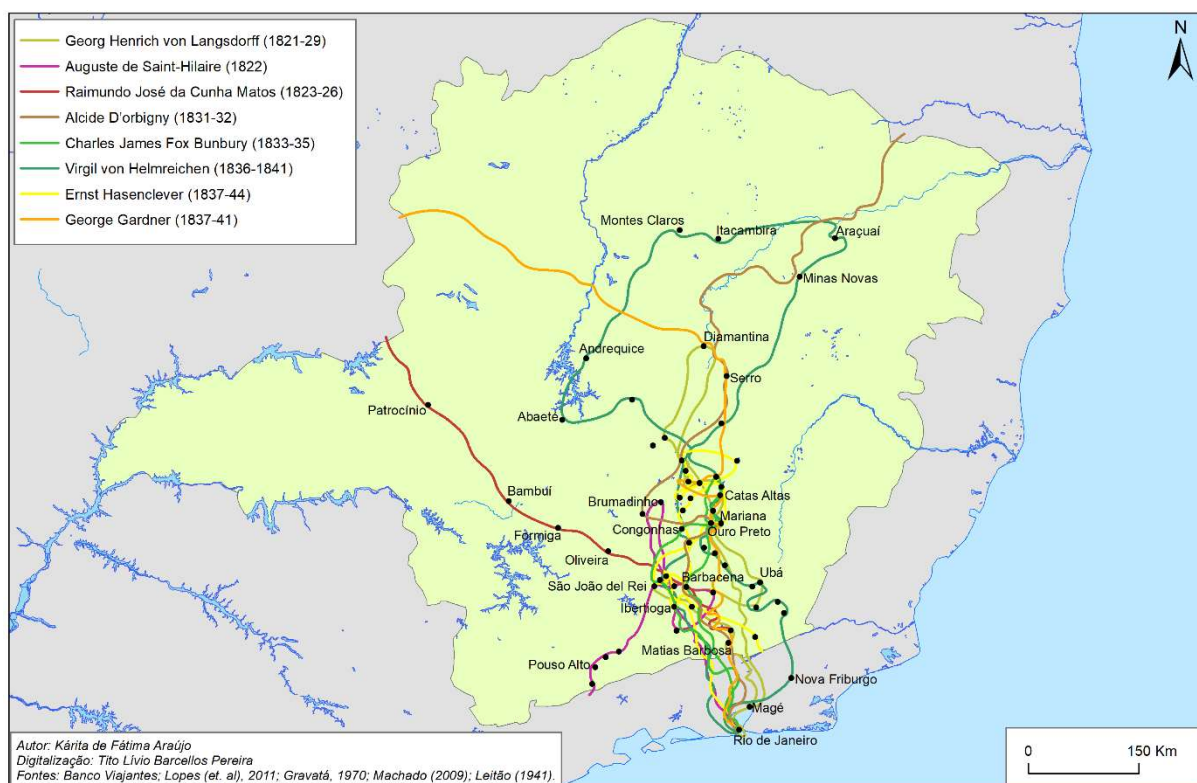 Georg Henrich von Langsdorff (1821-29)
Auguste de Saint-Hilaire (1822)
Raimundo José da Cunha Matos (1823-26)
Alcide D'orbigny (1831-32)
Charles James Fox Bunbury (1833-35)
Virgil von Helmreichen (1836-1841)
Ernst Hasenclever (1837-44)
George Gardner (1837-41)
N
Montes Claros
Itacambira
Araçuaí
Minas Novas
Diamantina
Andrequice
Serro
Patrocínio
Abaeté
Bambuí
Brumadinho
Catas Altas
Mariana
Fórmiga
Congonhas
Ouro Preto
Oliveira
Barbacena
Ubá
São João del Rei
Ibertioga
Matias Barbosa
Pouso Alto
Nova Friburgo
Magé
Rio de Janeiro
0 150 Km
Autor: Kárita de Fátima Araújo
Digitalização: Tito Lívio Barcellos Pereira
Fontes: Banco Viajantes; Lopes (et. al), 2011; Gravatá, 1970; Machado (2009); Leitão (1941).